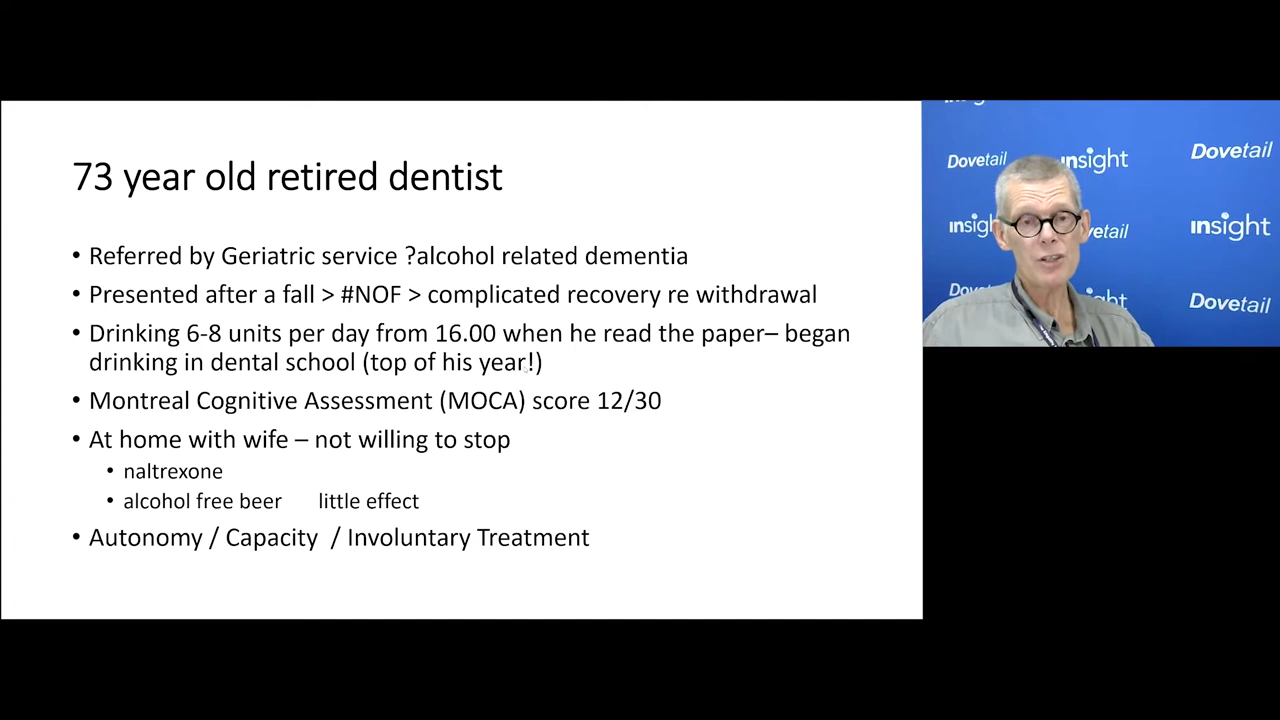 73 year old retired dentist
• Referred by Geriatric service ?alcohol related dementia
• Presented after a fall > #NOF > complicated recovery re withdrawal
• Drinking 6-8 units per day from 16.00 when he read the paper– began
drinking in dental school (top of his year!)
• Montreal Cognitive Assessment (MOCA) score 12/30
• At home with wife – not willing to stop
• naltrexone
• alcohol free beer little effect
• Autonomy / Capacity / Involuntary Treatment
Dovetail insight Dovetail
insight Dovetail insight
Dovetail insight Dovetail